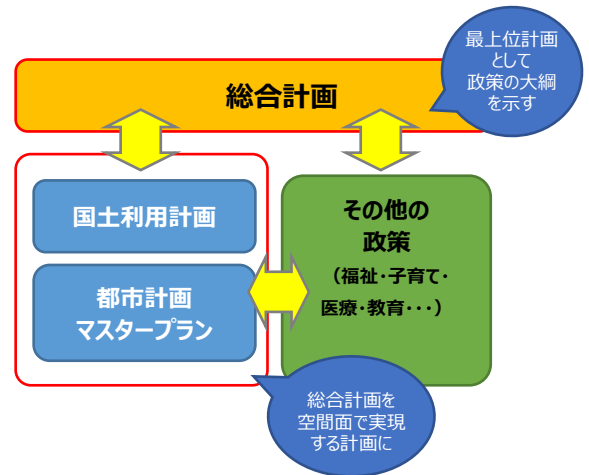 最上位計画
として
政策の大綱
を示す
総合計画
国土利用計画
都市計画
マスタープラン
その他の
政策
（福祉・子育て・
医療・教育・・・）
総合計画を
空間面で実現
する計画に